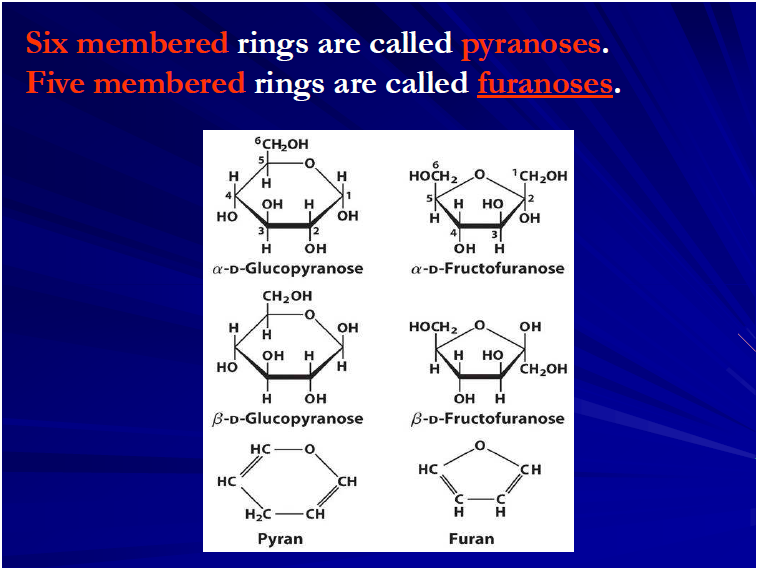 Six membered rings are called pyranoses.
Five membered rings are called furanoses.
6CH2OH
5 O
H H H
4 1
HO OH H OH
3 2
H OH
α-D-Glucopyranose
6
HOCH2 O 1CH2OH
5 2
H H HO OH
4 3
OH H
α-D-Fructofuranose
CH2OH
O
H H OH
HO OH H H
H OH
β-D-Glucopyranose
HOCH2 O OH
H H HO CH2OH
OH H
β-D-Fructofuranose
HC O
HC CH
H2C CH
Pyran
O
HC CH
C C
H H
Furan